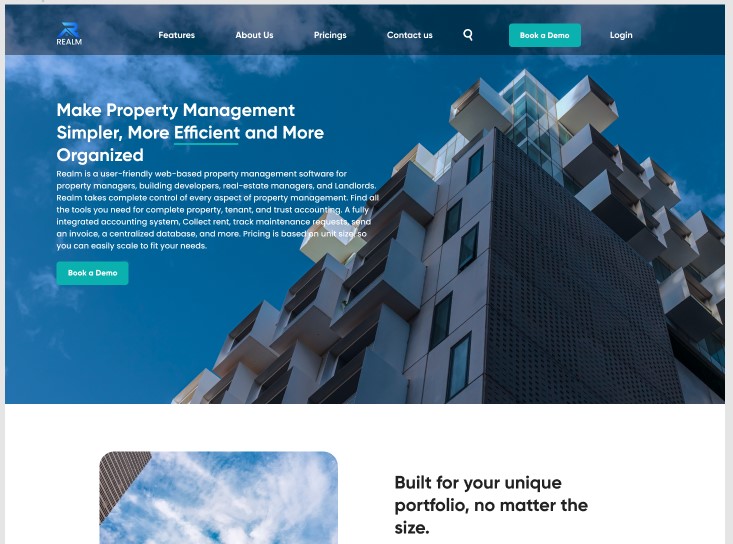 REALM
Features
About Us
Pricings
Contact us
Book a Demo
Login
Make Property Management
Simpler, More Efficient and More
Organized
Realm is a user-friendly web-based property management software for
property managers, building developers, real-estate managers, and Landlords.
Realm takes complete control of every aspect of property management. Find all
the tools you need for complete property, tenant, and trust accounting. A fully
integrated accounting system, Collect rent, track maintenance requests, send
an invoice, a centralized database, and more. Pricing is based on unit size so
you can easily scale to fit your needs.
Book a Demo
Built for your unique
portfolio, no matter the
size.